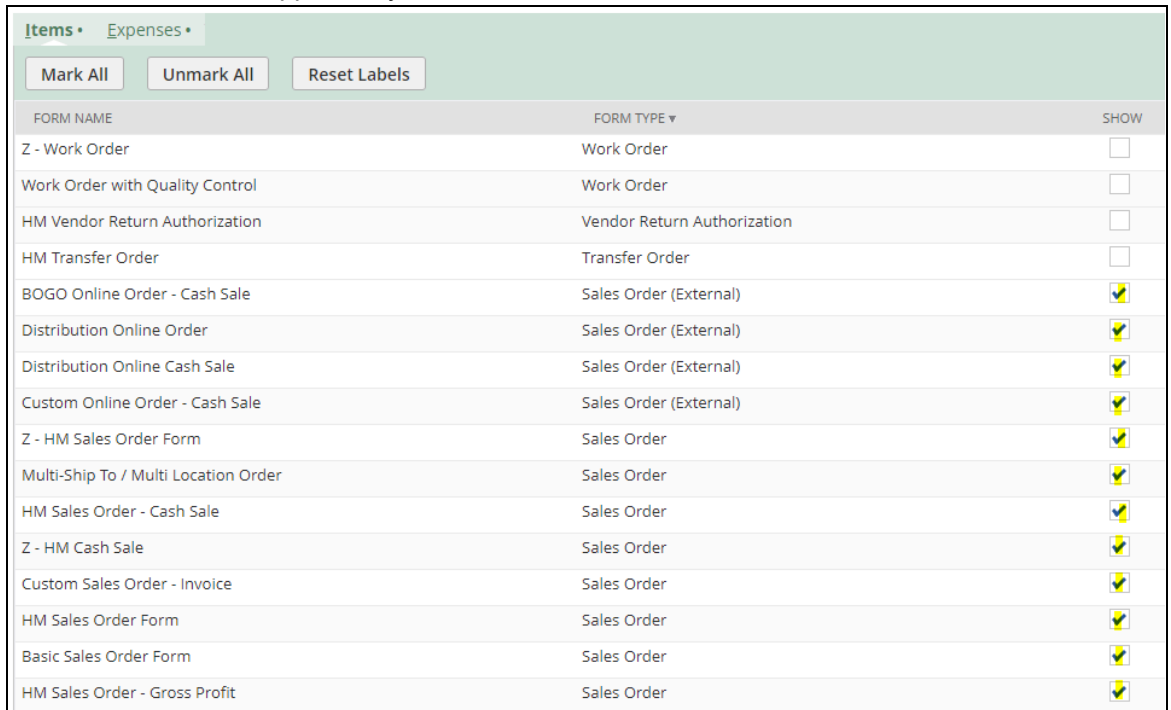 Items • Expenses •
Mark All Unmark All Reset Labels
FORM NAME FORM TYPE ▼ SHOW
Z - Work Order Work Order
Work Order with Quality Control Work Order
HM Vendor Return Authorization Vendor Return Authorization
HM Transfer Order Transfer Order
BOGO Online Order - Cash Sale Sales Order (External)
Distribution Online Order Sales Order (External)
Distribution Online Cash Sale Sales Order (External)
Custom Online Order - Cash Sale Sales Order (External)
Z - HM Sales Order Form Sales Order
Multi-Ship To / Multi Location Order Sales Order
HM Sales Order - Cash Sale Sales Order
Z - HM Cash Sale Sales Order
Custom Sales Order - Invoice Sales Order
HM Sales Order Form Sales Order
Basic Sales Order Form Sales Order
HM Sales Order - Gross Profit Sales Order